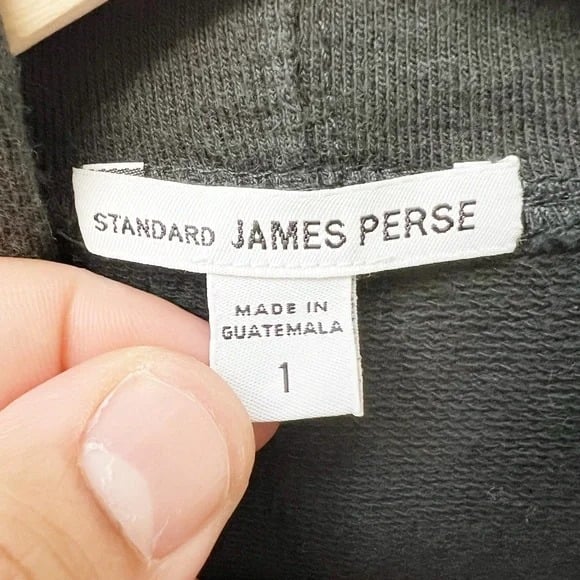 STANDARD JAMES PERSE
MADE IN
GUATEMALA
1